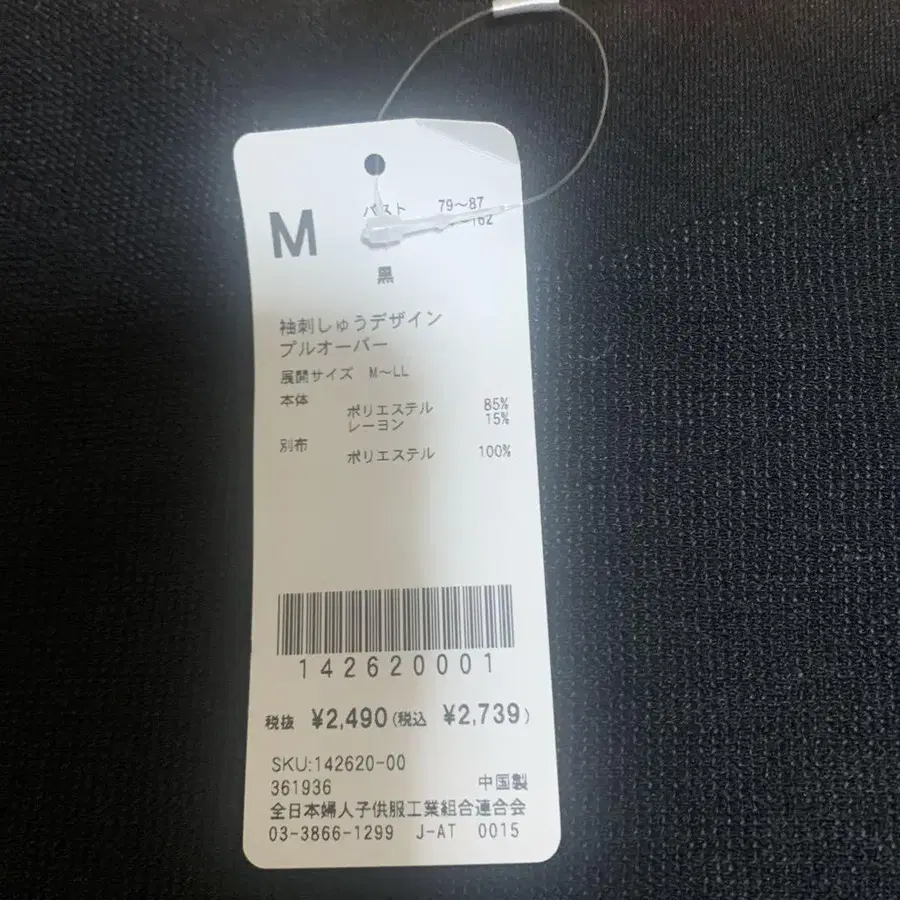 M
バスト 79～87
162
黒
袖刺しゅうデザイン
プルオーバー
展開サイズ M～LL
本体
ポリエステル 85%
レーヨン 15%
別布
ポリエステル 100%
142620001
税抜 ¥2,490(税込 ¥2,739)
SKU:142620-00
361936 中国製
全日本婦人子供服工業組合連合会
03-3866-1299 J-AT 0015